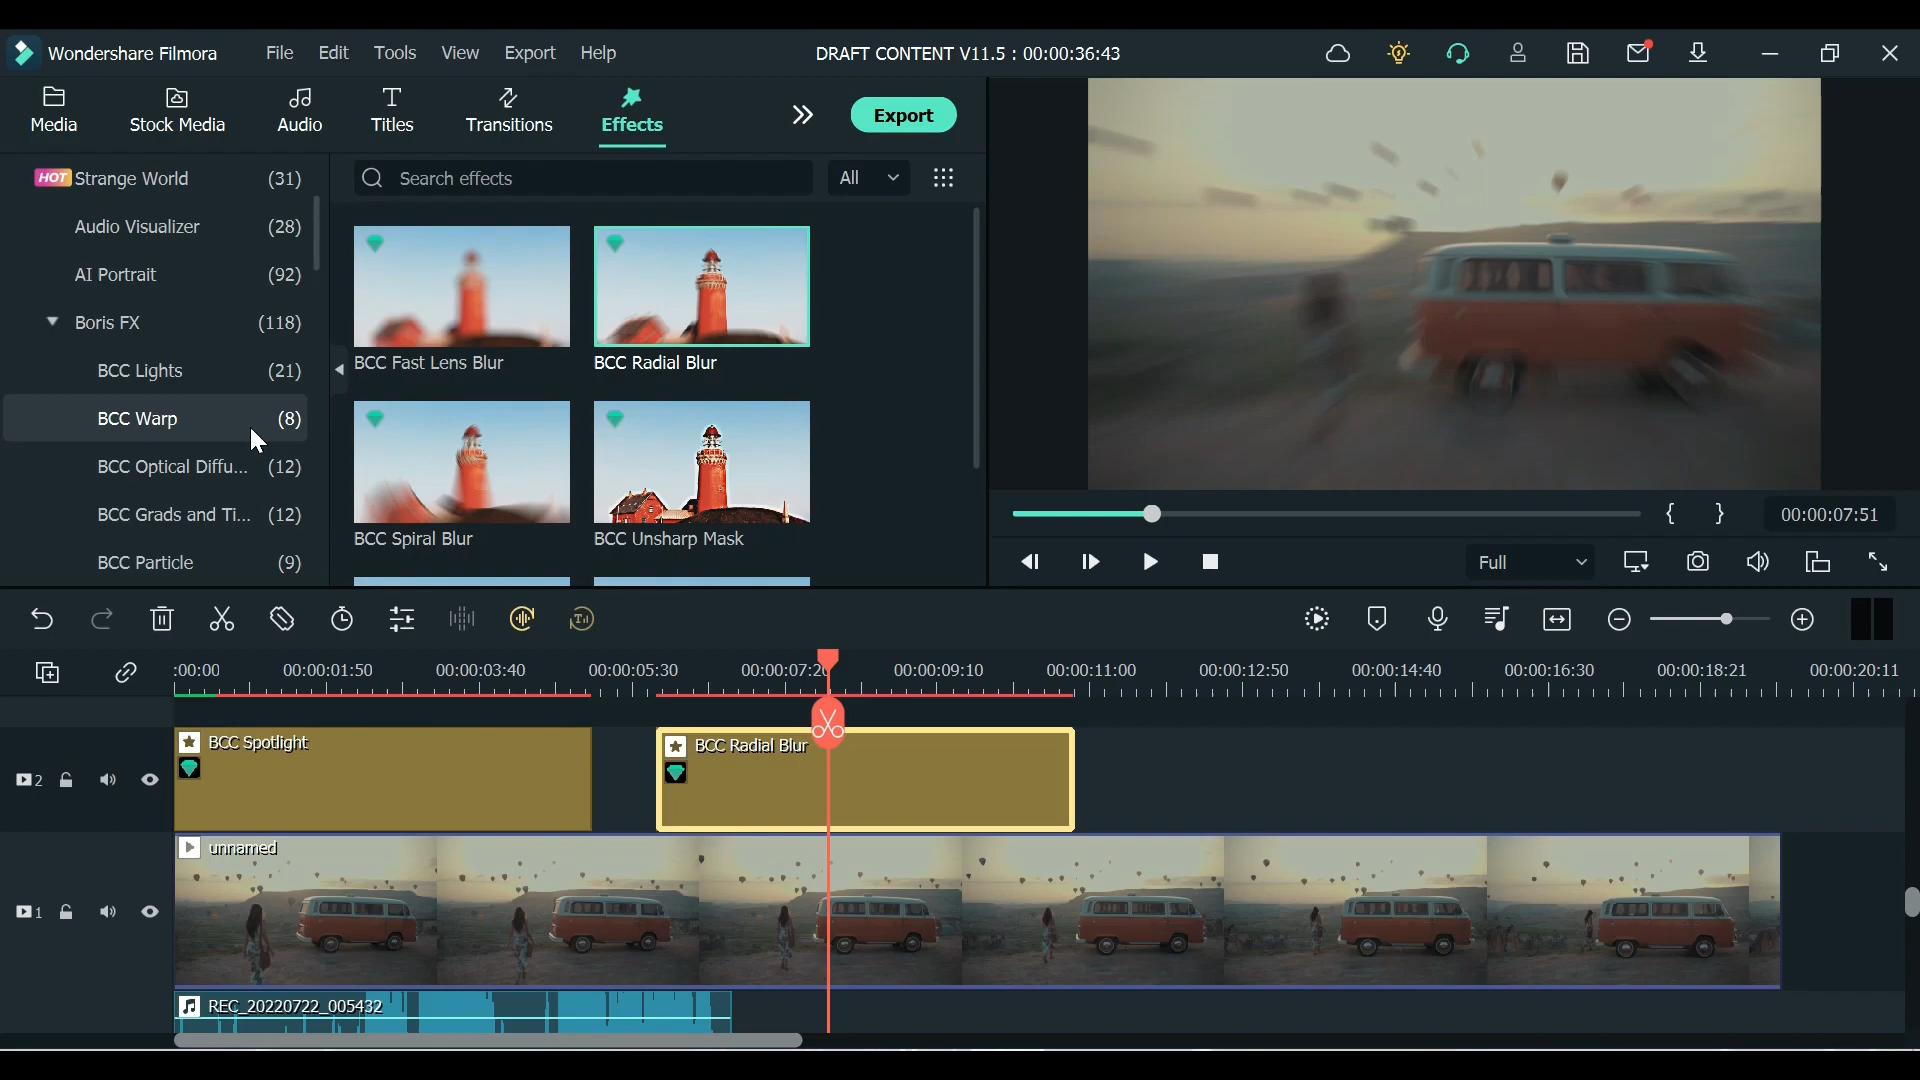 Wondershare Filmora File Edit Tools View Export Help DRAFT CONTENT V11.5 : 00:00:36:43
Media Stock Media Audio Titles Transitions Effects Export
HOT Strange World (31)
Audio Visualizer (28)
AI Portrait (92)
Boris FX (118)
BCC Lights (21)
BCC Warp (8)
BCC Optical Diffu... (12)
BCC Grads and Ti... (12)
BCC Particle (9)
Search effects All
BCC Fast Lens Blur BCC Radial Blur
BCC Spiral Blur BCC Unsharp Mask
{ } 00:00:07:51
Full
:00:00 00:00:01:50 00:00:03:40 00:00:05:30 00:00:07:20 00:00:09:10 00:00:11:00 00:00:12:50 00:00:14:40 00:00:16:30 00:00:18:21 00:00:20:11
BCC Spotlight BCC Radial Blur
2
unnamed
1
REC_20220722_005432